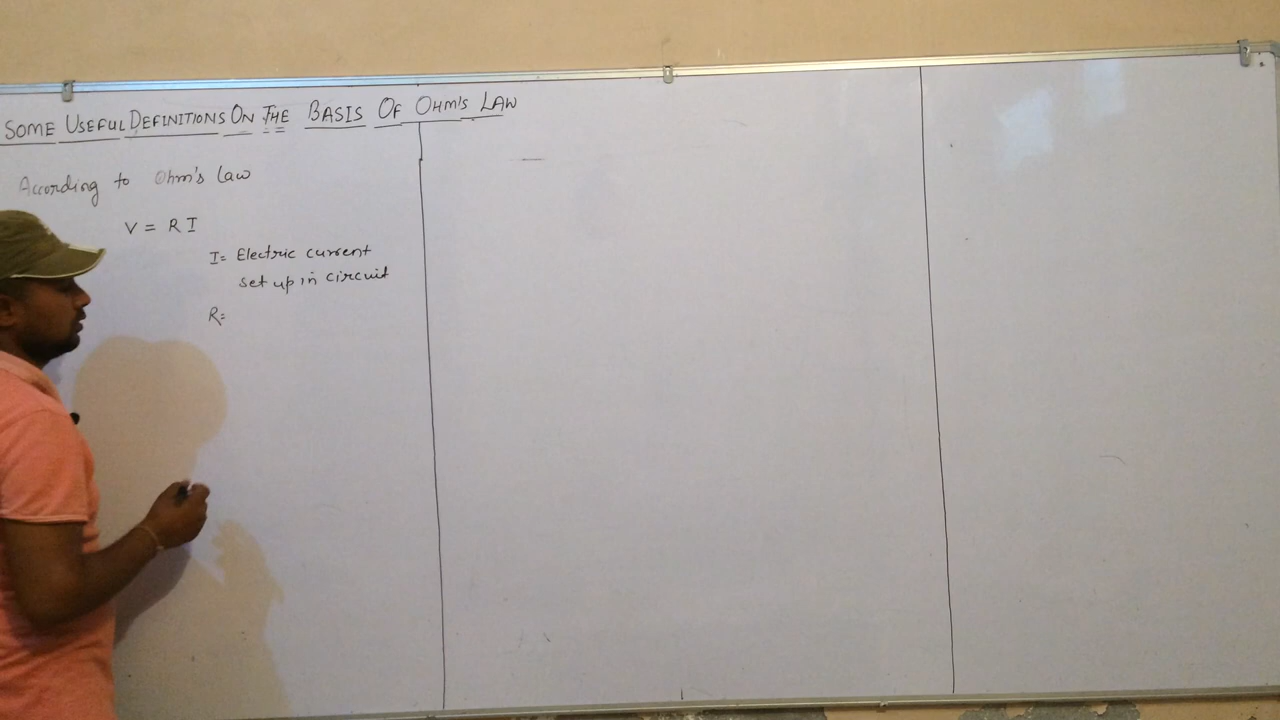 SOME USEFUL DEFINITIONS ON THE BASIS OF OHM'S LAW
According to Ohm's Law
V = R I
I = Electric current
set up in circuit
R =